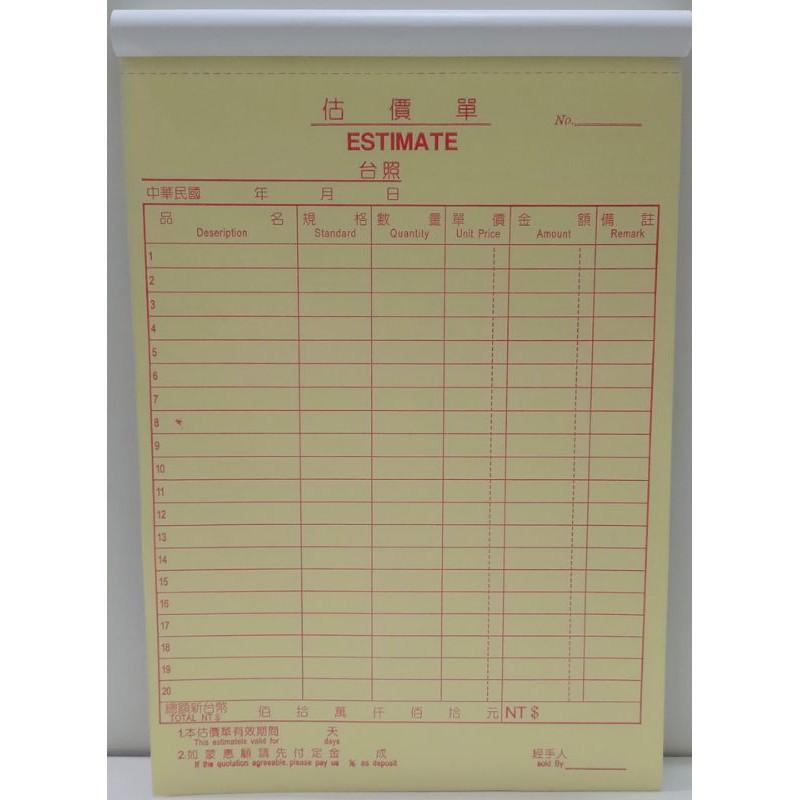 估價單
No.
ESTIMATE
台照
中華民國 年 月 日
品名 規格 數量 單價 金額 備註
Deseription Standard Quantity Unit Price Amount Remark
1
2
3
4
5
6
7
8
9
10
11
12
13
14
15
16
17
18
19
20
總額新台幣 佰 拾 萬 仟 佰 拾 元 NT $
TOTAL NT.$
1.本估價單有效期間 天
This estimatels valid for days
2.如蒙惠顧請先付定金 成 經手人
If the quotation agreeable.please pay us % as deposit sold By